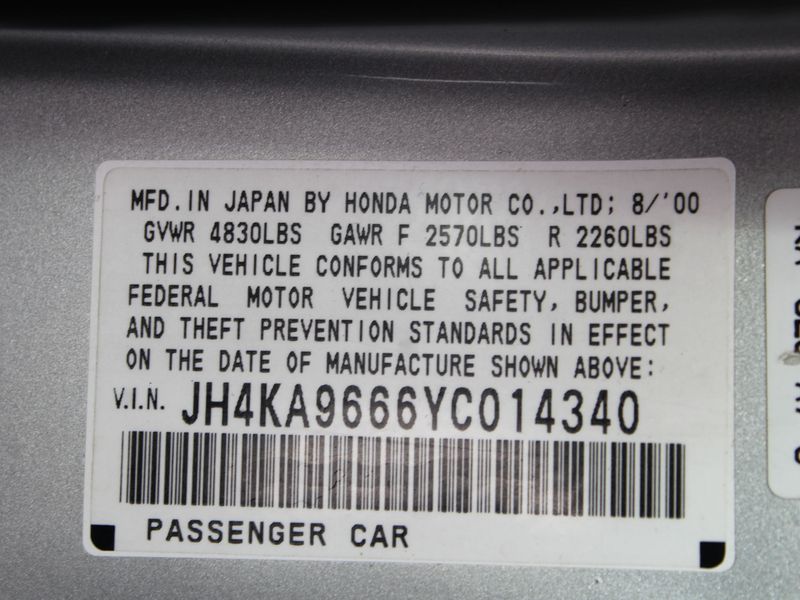 MFD.IN JAPAN BY HONDA MOTOR CO.,LTD; 8/'00
GVWR 4830LBS GAWR F 2570LBS R 2260LBS
THIS VEHICLE CONFORMS TO ALL APPLICABLE
FEDERAL MOTOR VEHICLE SAFETY, BUMPER,
AND THEFT PREVENTION STANDARDS IN EFFECT
ON THE DATE OF MANUFACTURE SHOWN ABOVE:
V.I.N. JH4KA9666YC014340
PASSENGER CAR